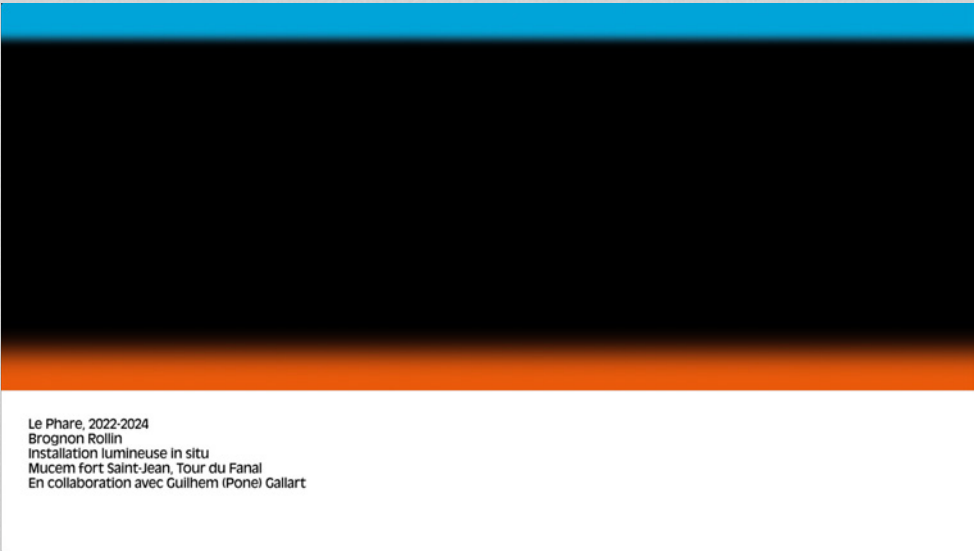 Le Phare, 2022-2024
Brognon Rollin
Installation lumineuse in situ
Mucem fort Saint-Jean, Tour du Fanal
En collaboration avec Guilhem (Pone) Gallart